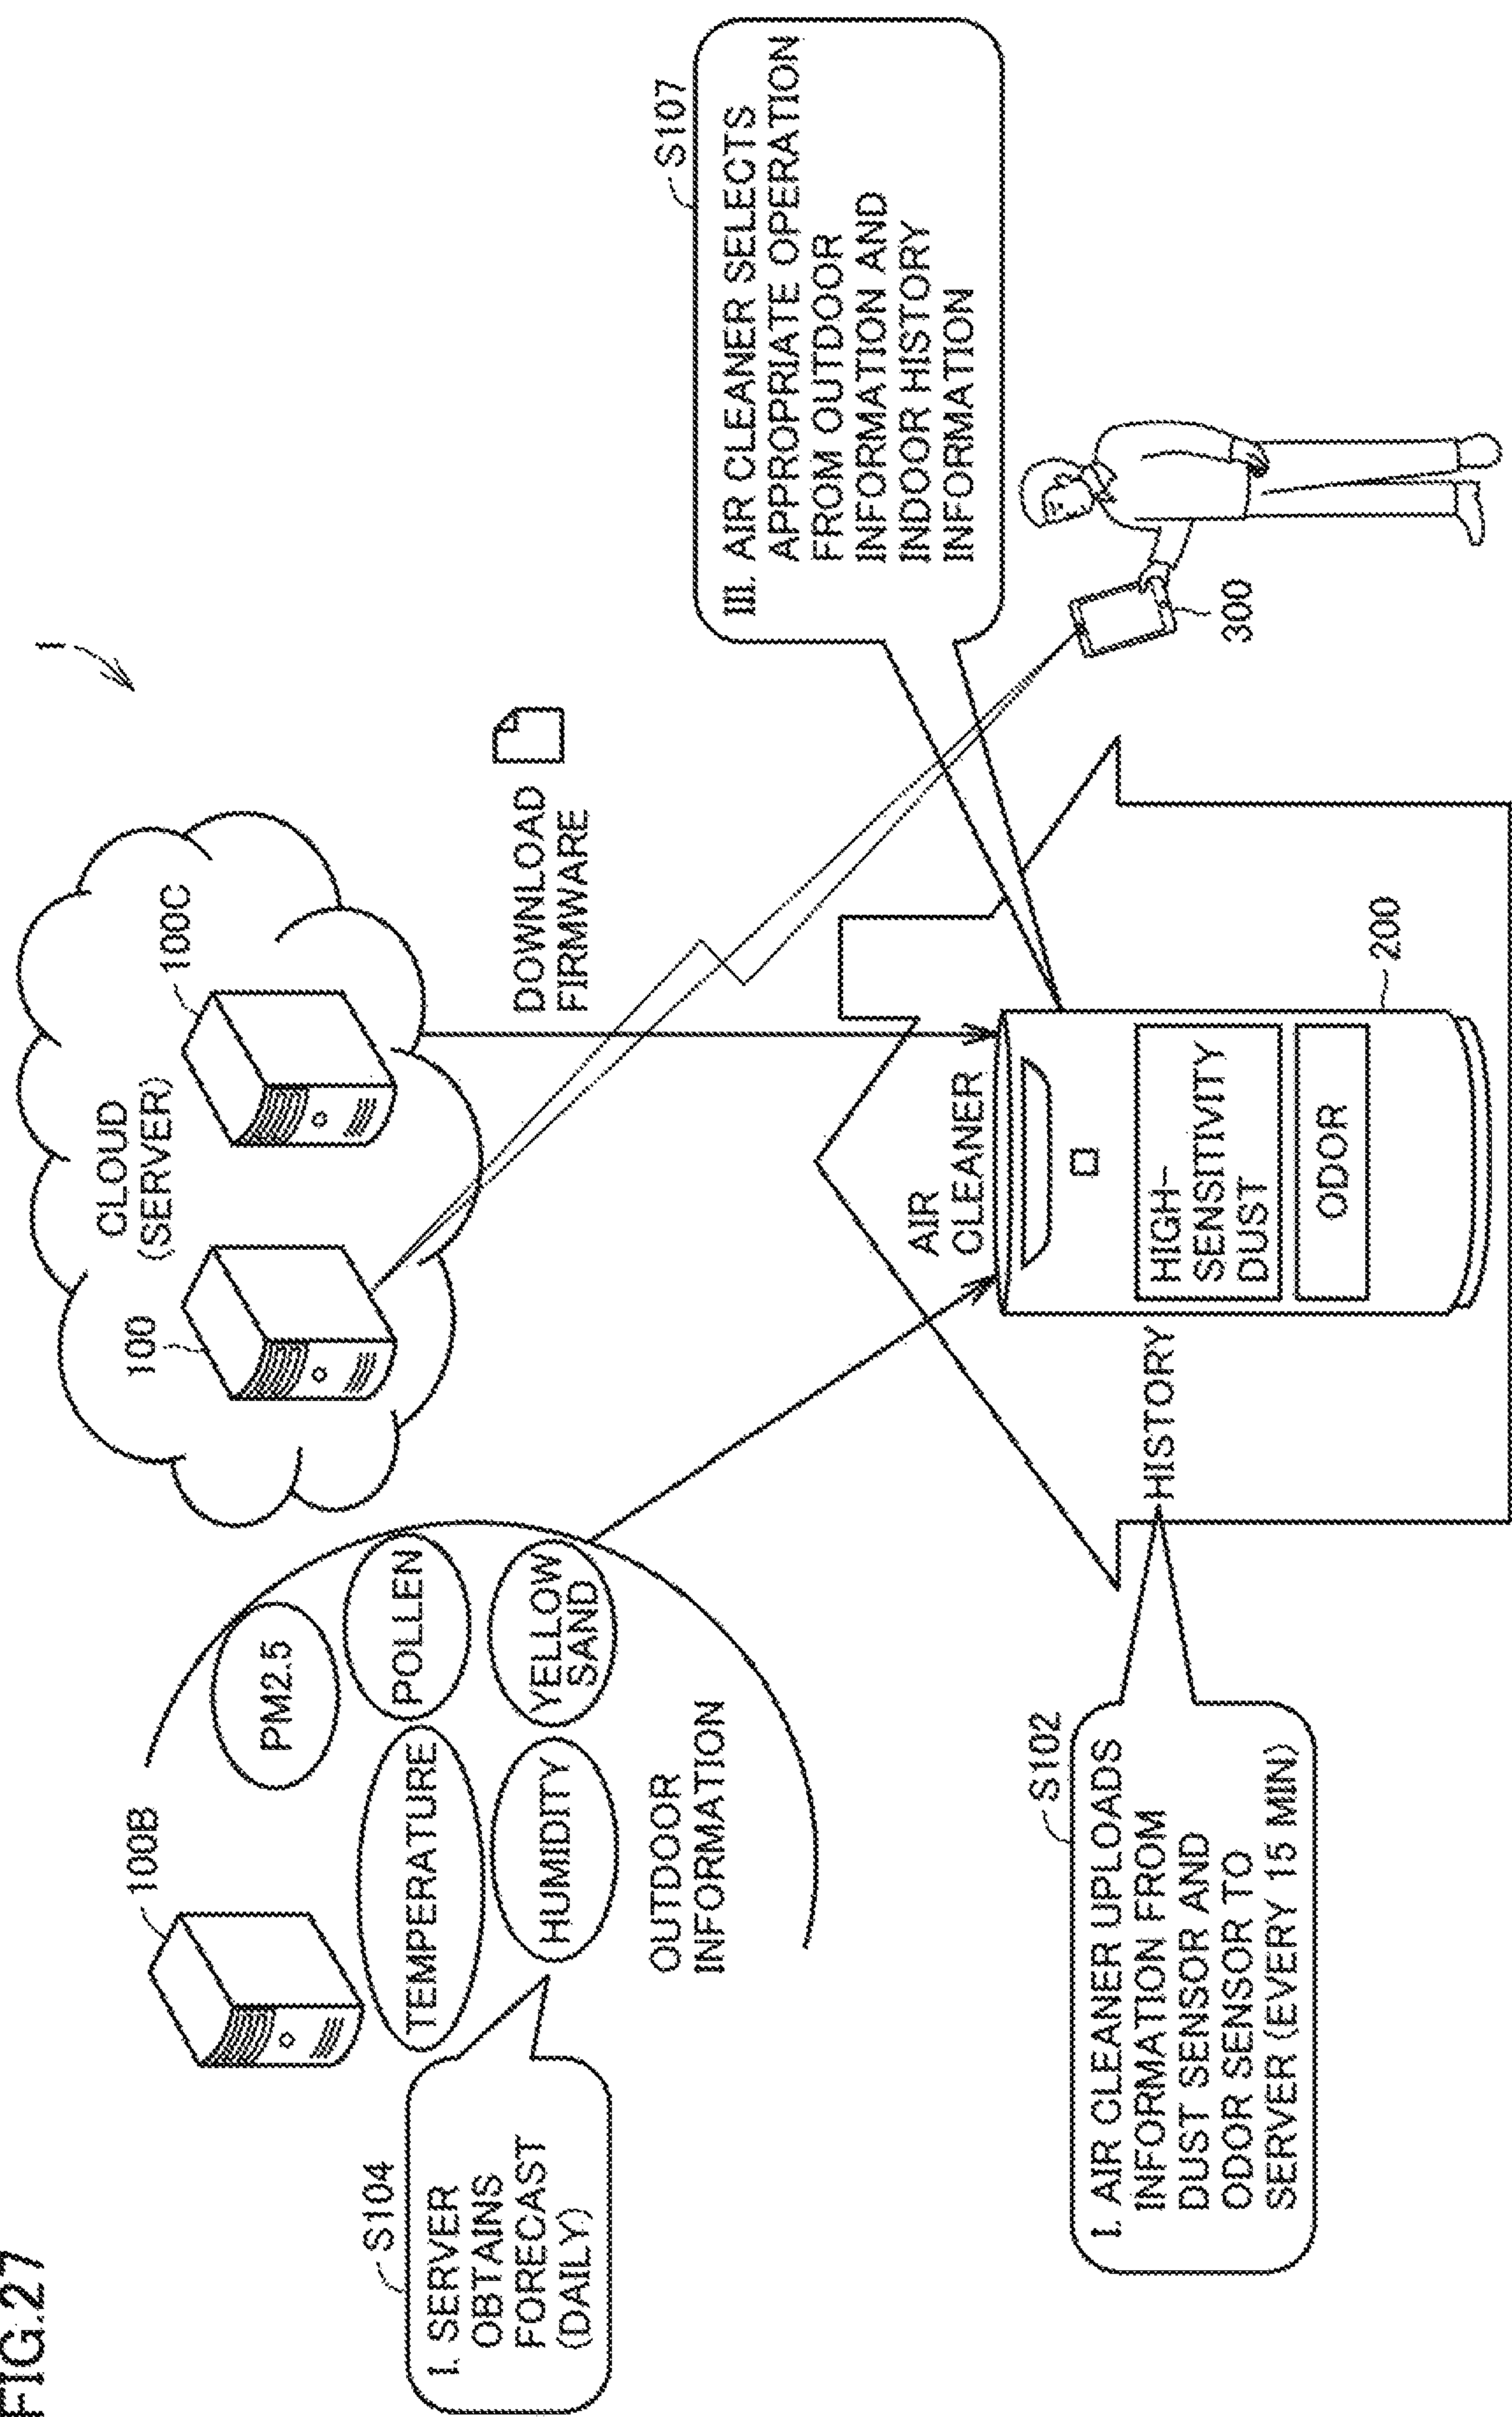 FIG.27
1
100B
PM2.5
POLLEN
TEMPERATURE
YELLOW
SAND
HUMIDITY
OUTDOOR
INFORMATION
S104
I. SERVER
OBTAINS
FORECAST
(DAILY)
CLOUD
(SERVER)
100
100C
DOWNLOAD
FIRMWARE
S107
III. AIR CLEANER SELECTS
APPROPRIATE OPERATION
FROM OUTDOOR
INFORMATION AND
INDOOR HISTORY
INFORMATION
300
S102
I. AIR CLEANER UPLOADS
INFORMATION FROM
DUST SENSOR AND
ODOR SENSOR TO
SERVER (EVERY 15 MIN)
HISTORY
AIR
CLEANER
HIGH-
SENSITIVITY
DUST
ODOR
200